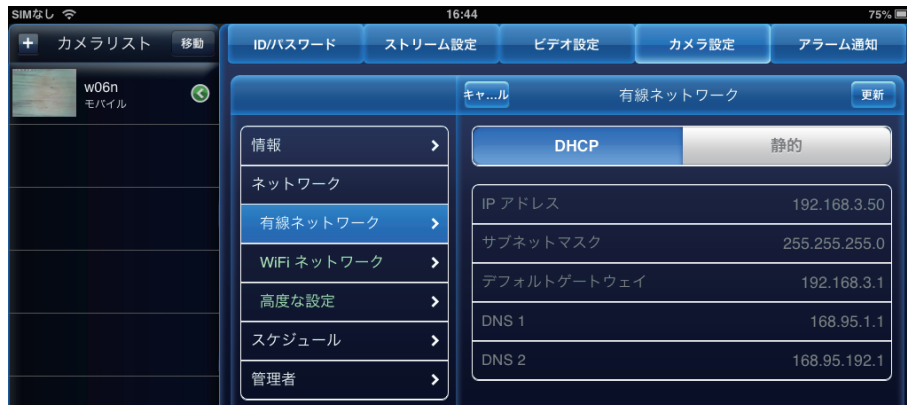 SIMなし 16:44 75%
+ カメラリスト 移動
w06n
モバイル
ID/パスワード ストリーム設定 ビデオ設定 カメラ設定 アラーム通知
キャ...ル 有線ネットワーク 更新
情報
ネットワーク
有線ネットワーク
WiFi ネットワーク
高度な設定
スケジュール
管理者
DHCP 静的
IP アドレス 192.168.3.50
サブネットマスク 255.255.255.0
デフォルトゲートウェイ 192.168.3.1
DNS 1 168.95.1.1
DNS 2 168.95.192.1